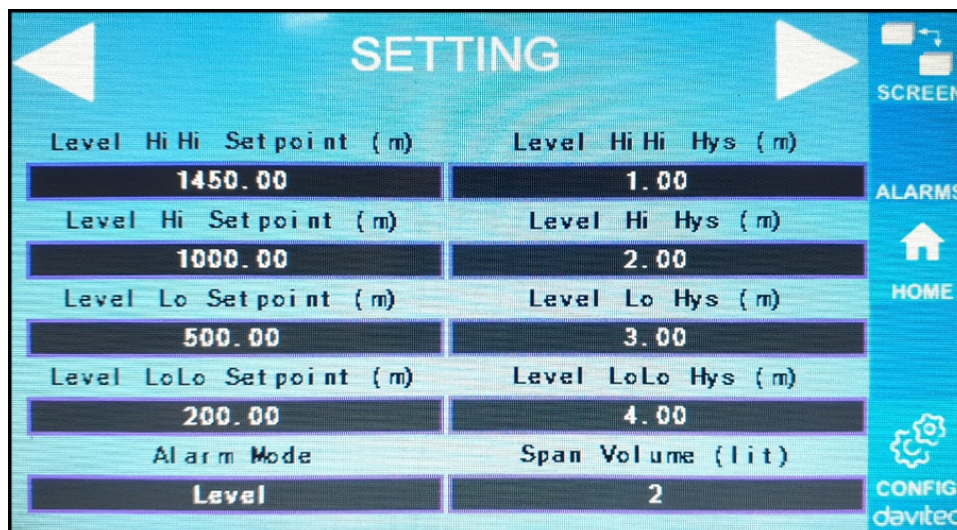 SETTING
SCREEN
Level HiHi Setpoint (m) Level HiHi Hys (m)
1450.00 1.00
ALARMS
Level Hi Setpoint (m) Level Hi Hys (m)
1000.00 2.00
HOME
Level Lo Setpoint (m) Level Lo Hys (m)
500.00 3.00
Level LoLo Setpoint (m) Level LoLo Hys (m)
200.00 4.00
Alarm Mode Span Volume (lit)
Level 2
CONFIG
davitec